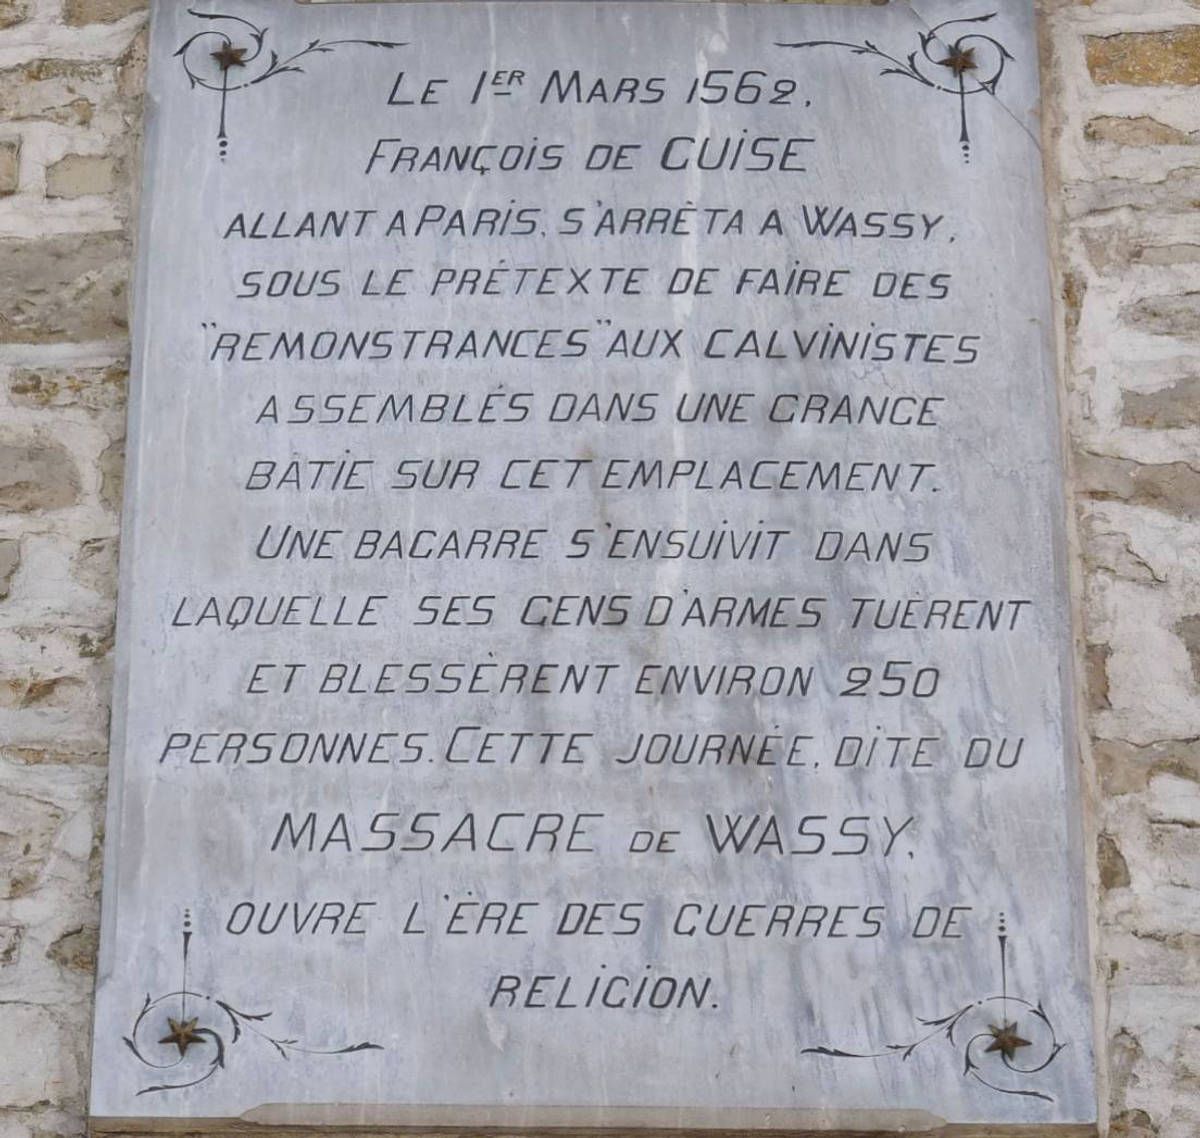 LE 1ER MARS 1562,
FRANÇOIS DE GUISE
ALLANT A PARIS, S'ARRÊTA A WASSY,
SOUS LE PRÉTEXTE DE FAIRE DES
"REMONSTRANCES" AUX CALVINISTES
ASSEMBLÉS DANS UNE GRANGE
BÂTIE SUR CET EMPLACEMENT.
UNE BAGARRE S'ENSUIVIT DANS
LAQUELLE SES GENS D'ARMES TUÈRENT
ET BLESSÈRENT ENVIRON 250
PERSONNES. CETTE JOURNÉE, DITE DU
MASSACRE DE WASSY,
OUVRE L'ÈRE DES GUERRES DE
RELIGION.